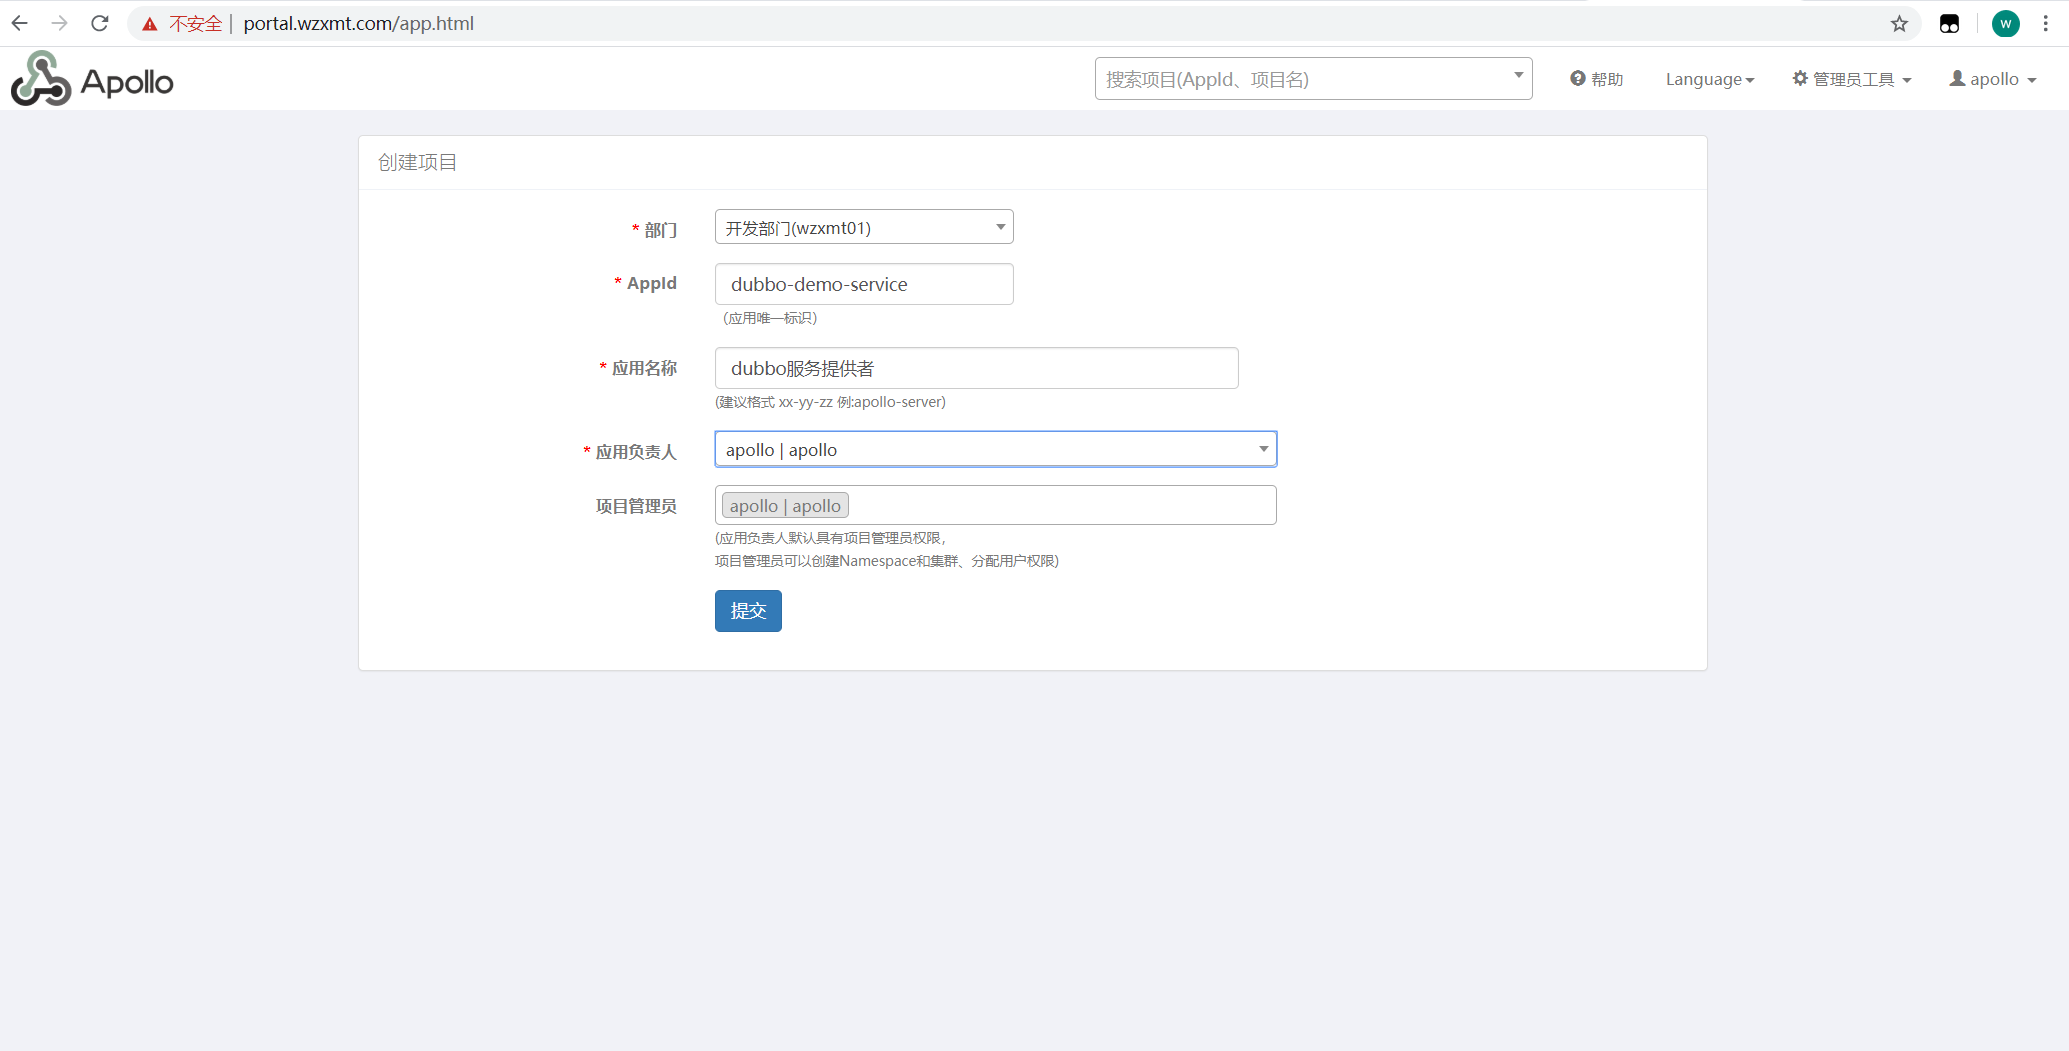 不安全 | portal.wzxmt.com/app.html
W
Apollo
搜索项目(AppId、项目名)
帮助
Language
管理员工具
apollo
创建项目
* 部门
开发部门(wzxmt01)
* AppId
dubbo-demo-service
(应用唯一标识)
* 应用名称
dubbo服务提供者
(建议格式 xx-yy-zz 例:apollo-server)
* 应用负责人
apollo | apollo
项目管理员
apollo | apollo
(应用负责人默认具有项目管理员权限，
项目管理员可以创建Namespace和集群、分配用户权限)
提交